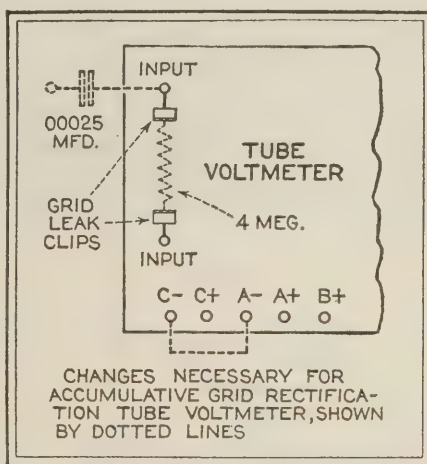 INPUT
00025
MFD.
TUBE
VOLTMETER
GRID
LEAK
CLIPS
4 MEG.
INPUT
C- C+ A- A+ B+
CHANGES NECESSARY FOR
ACCUMULATIVE GRID RECTIFICA-
TION TUBE VOLTMETER, SHOWN
BY DOTTED LINES